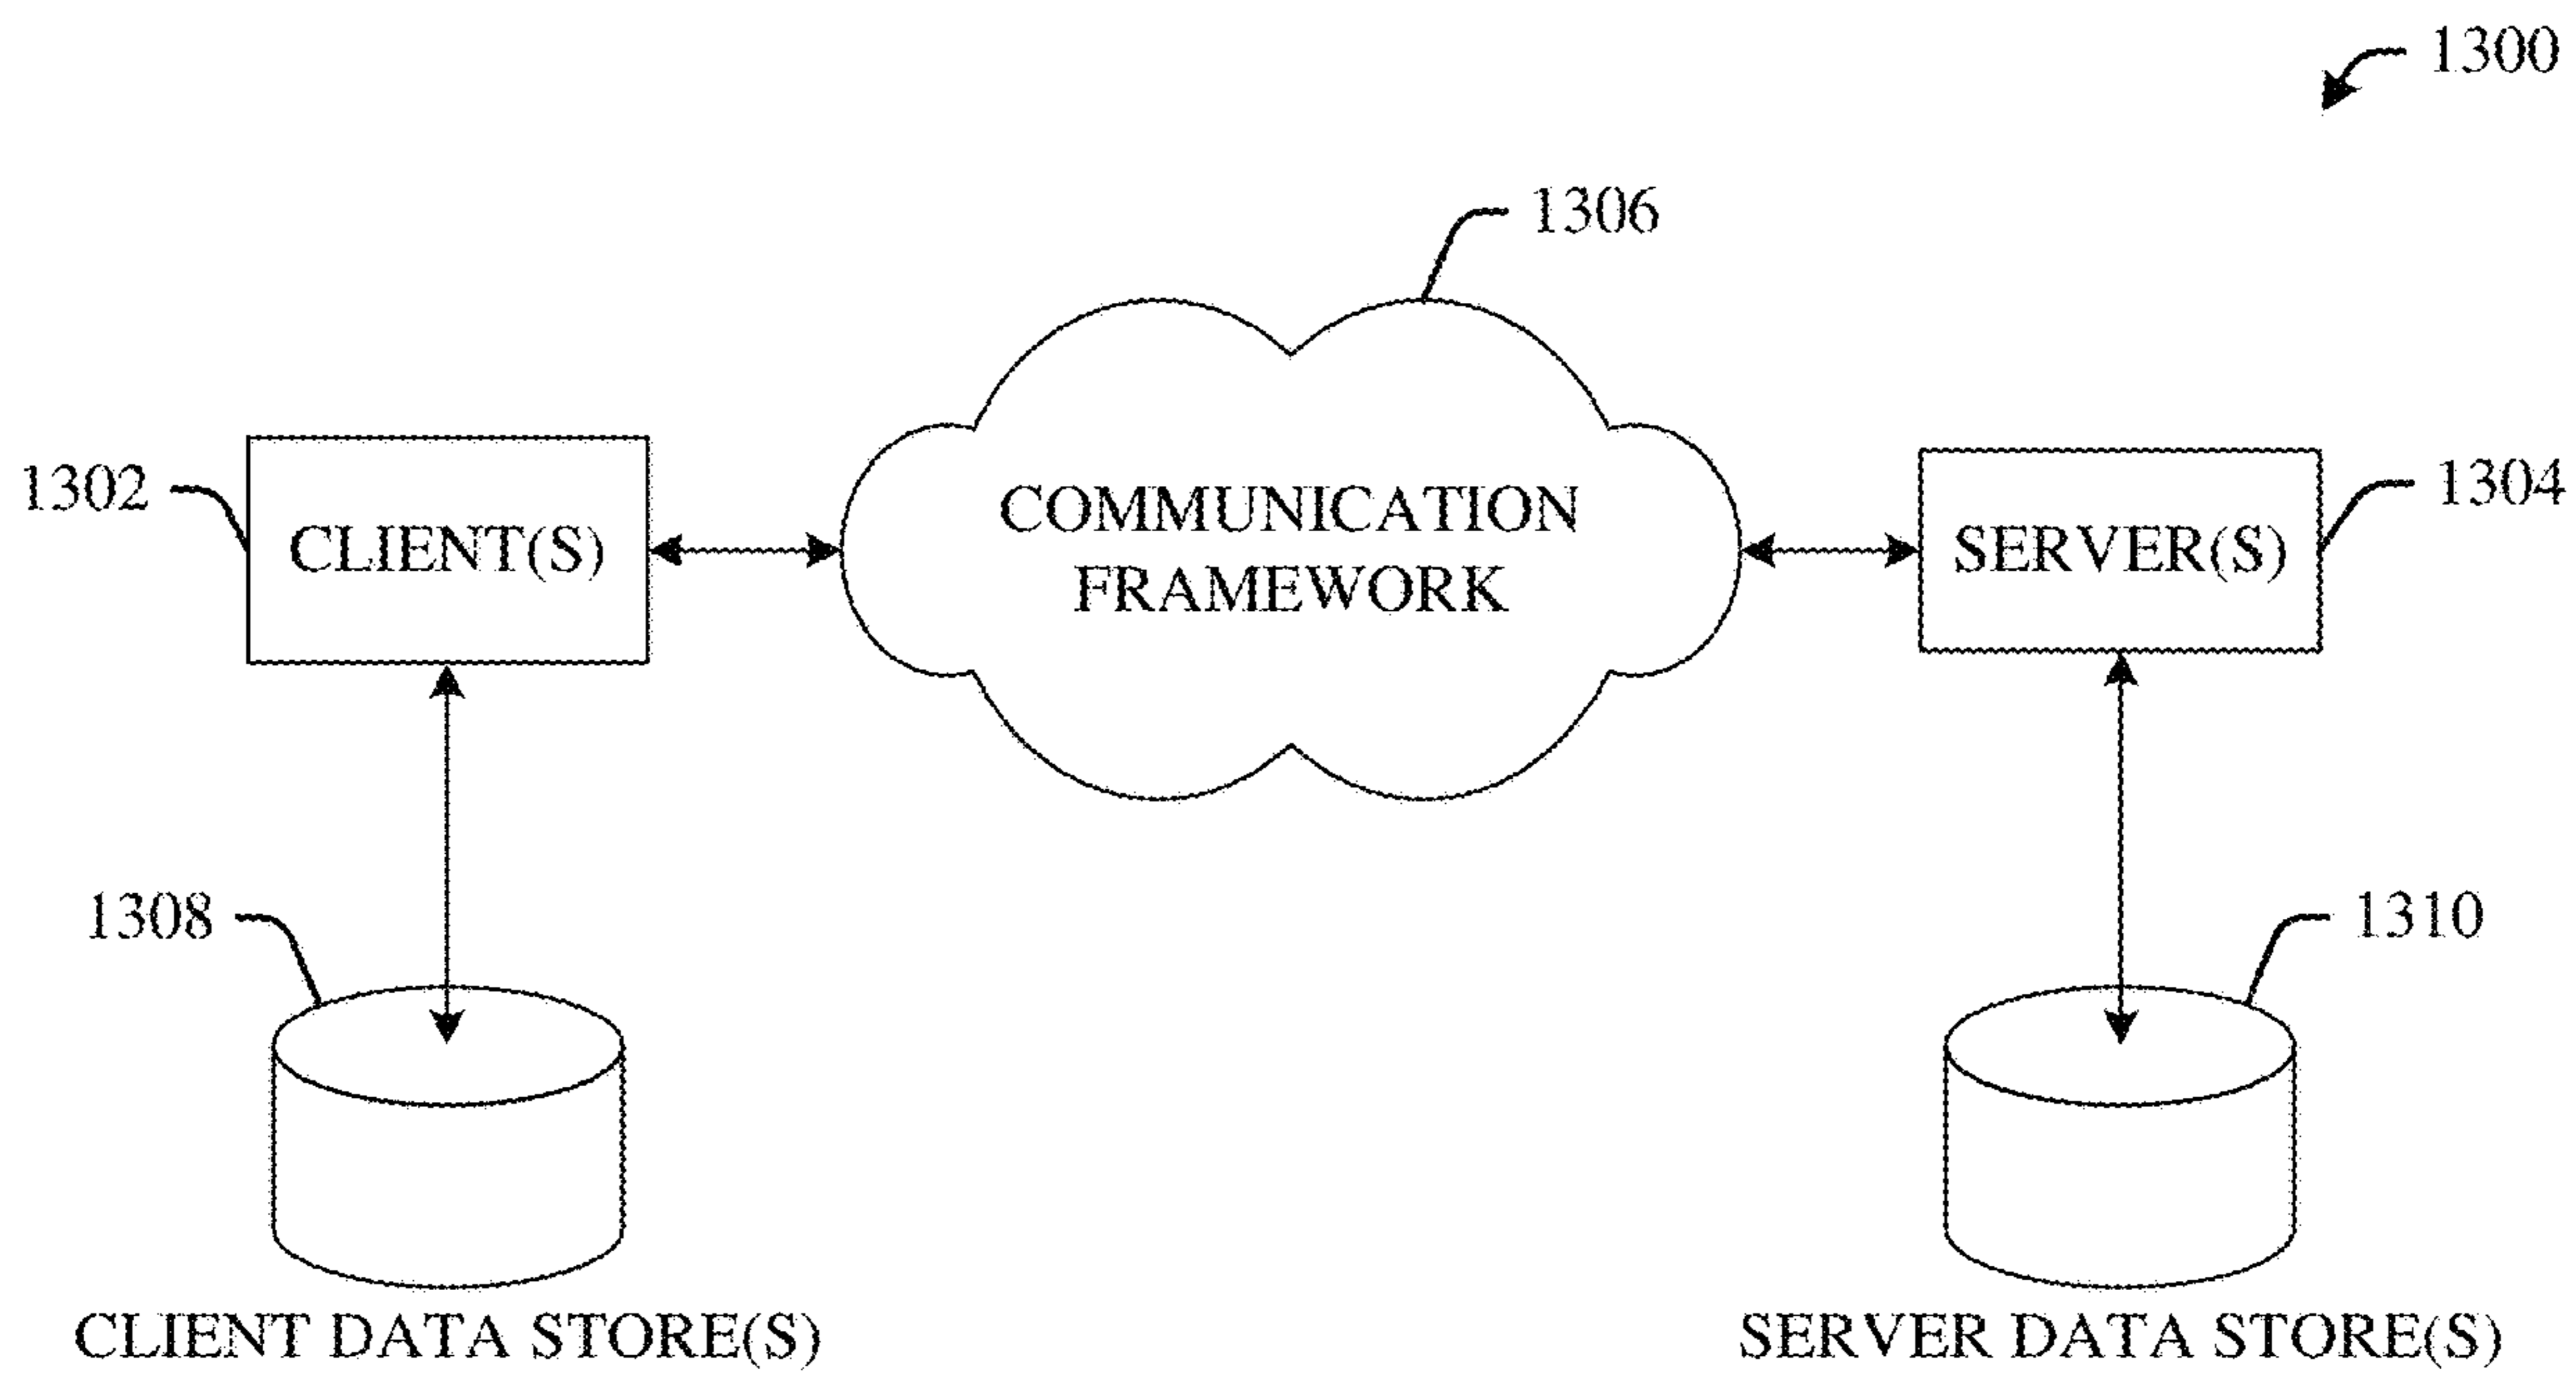 1300
1306
1302
CLIENT(S)
COMMUNICATION
FRAMEWORK
SERVER(S)
1304
1308
1310
CLIENT DATA STORE(S)
SERVER DATA STORE(S)